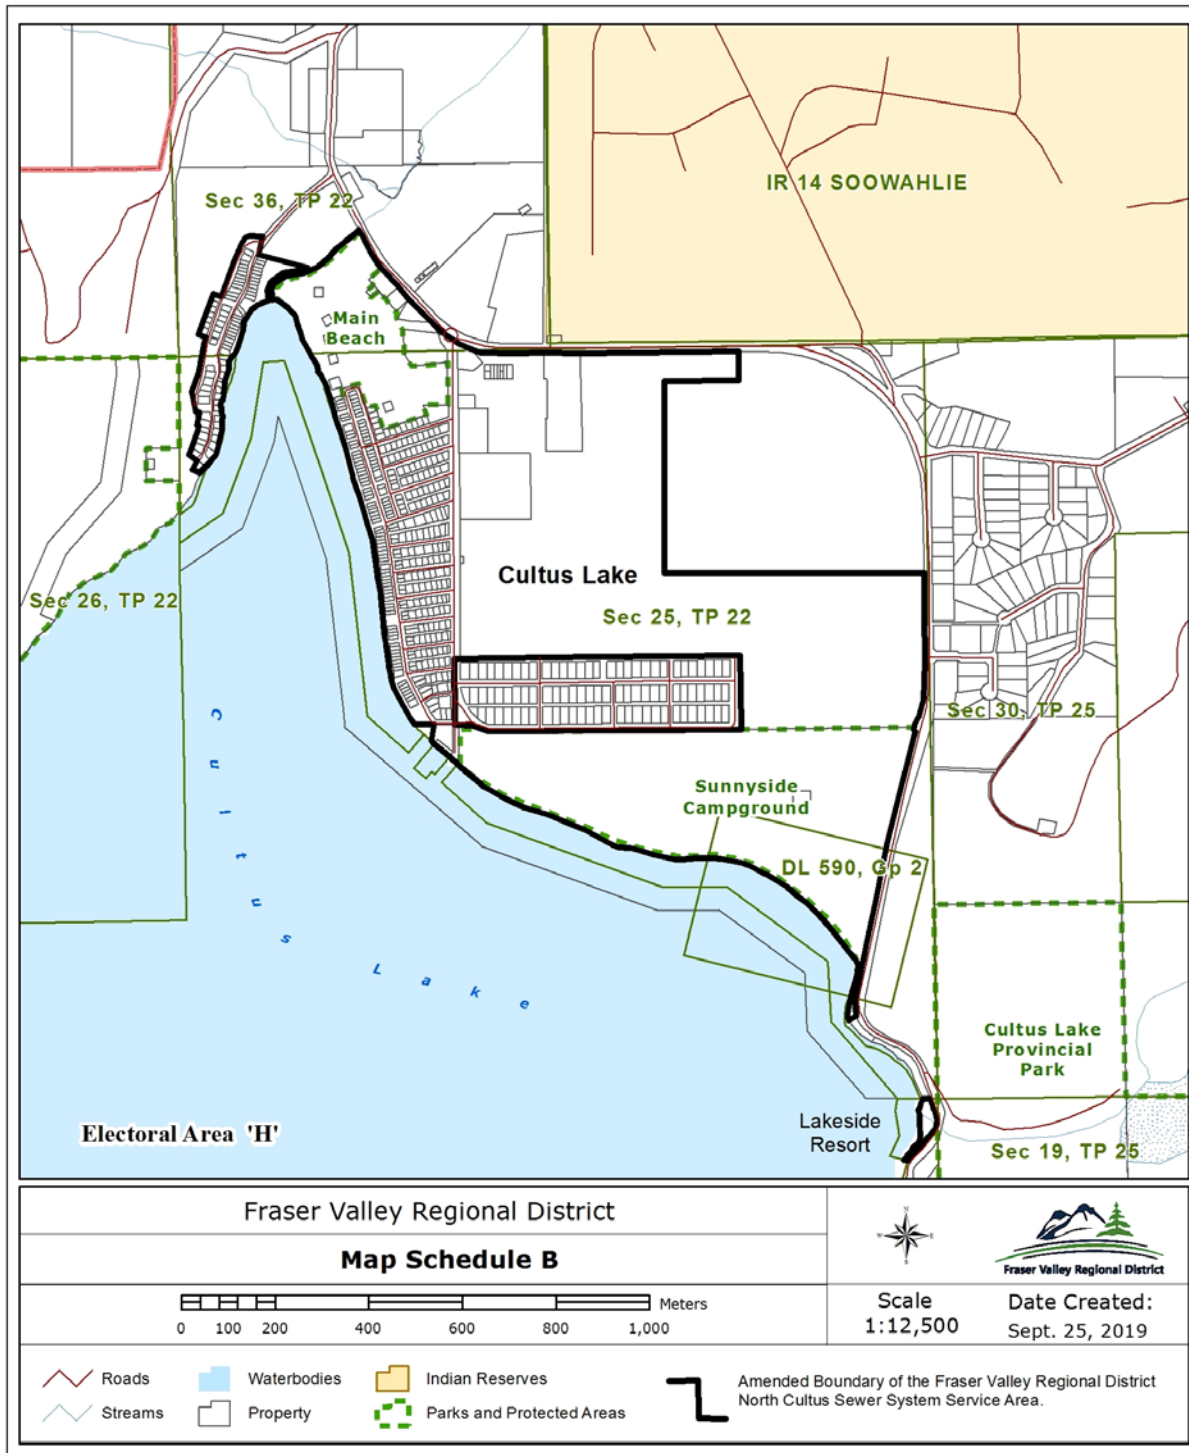 IR 14 SOOWAHLIE
Sec 36, TP 22
Main
Beach
Cultus Lake
Sec 26, TP 22
Sec 25, TP 22
Sec 30, TP 25
Cultus Lake
Sunnyside
Campground
DL 590, Gp 2
Cultus Lake
Provincial
Park
Lakeside
Resort
Electoral Area 'H'
Sec 19, TP 25
Fraser Valley Regional District
Map Schedule B
Meters
0 100 200 400 600 800 1,000
N
W E
S
Fraser Valley Regional District
Scale
1:12,500
Date Created:
Sept. 25, 2019
Roads
Waterbodies
Indian Reserves
Streams
Property
Parks and Protected Areas
Amended Boundary of the Fraser Valley Regional District
North Cultus Sewer System Service Area.